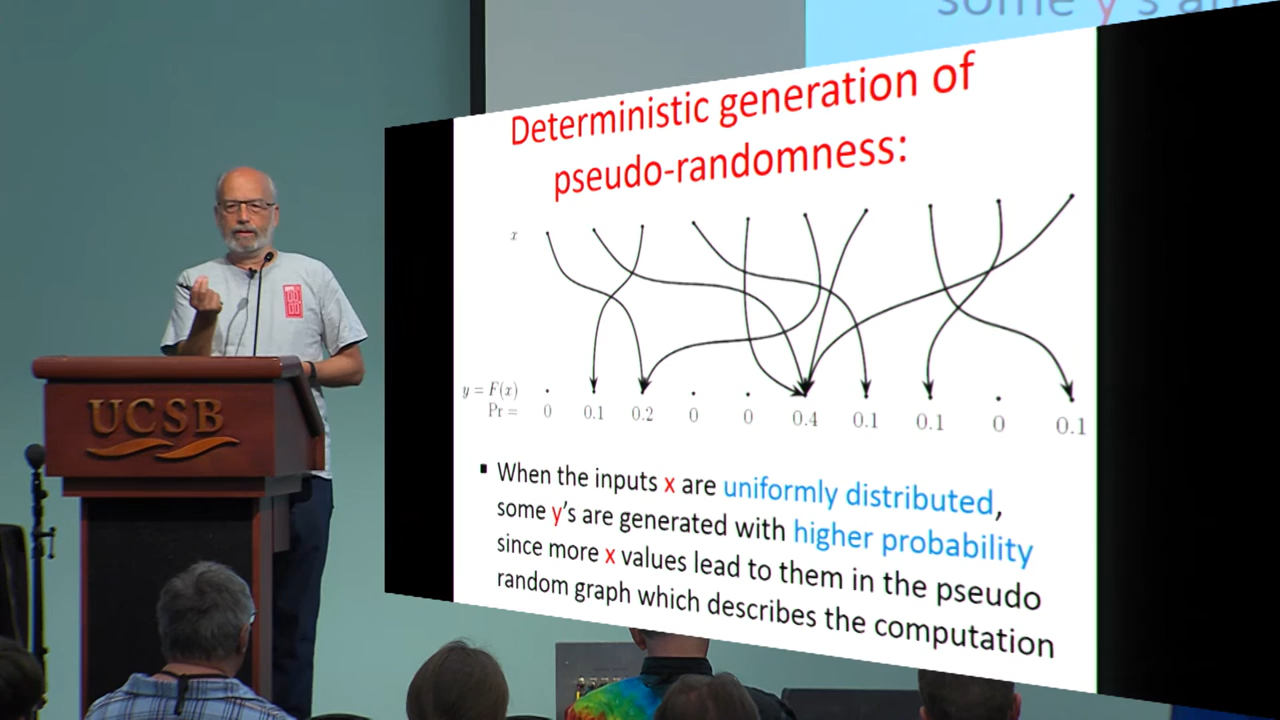 some y's
Deterministic generation of
pseudo-randomness:
x
y = F(x)
Pr = 0 0.1 0.2 0 0 0.4 0.1 0.1 0 0.1
▪ When the inputs x are uniformly distributed,
some y's are generated with higher probability
since more x values lead to them in the pseudo
random graph which describes the computation
UCSB